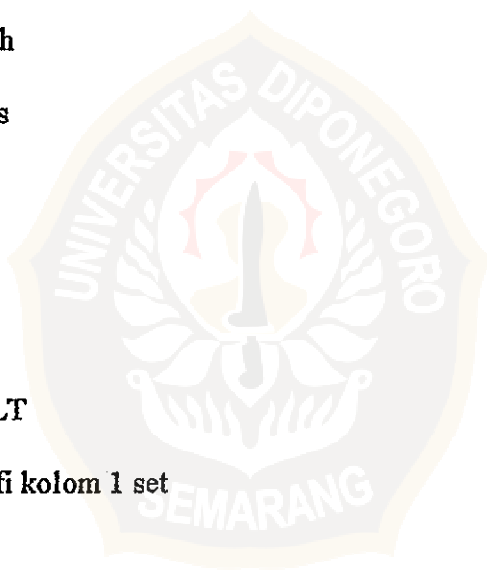 h
s
UNIVERSITAS DIPONEGORO
LT
fi kolom 1 set
SEMARANG